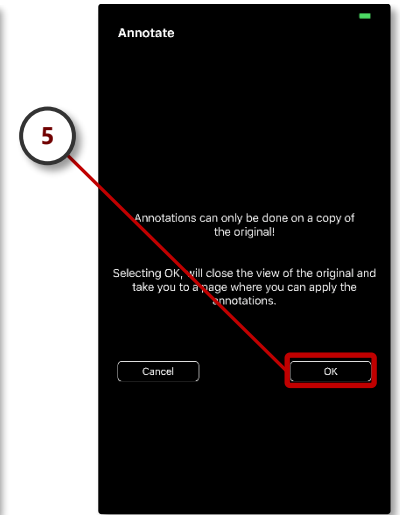 Annotate
5
Annotations can only be done on a copy of
the original!
Selecting OK, will close the view of the original and
take you to a page where you can apply the
annotations.
Cancel
OK